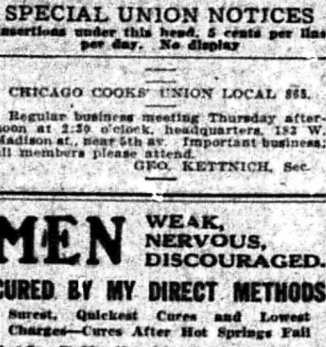 SPECIAL UNION NOTICES
Insertions under this head, 5 cents per line
per day. No display
CHICAGO COOKS' UNION LOCAL 865.
Regular business meeting Thursday after-
noon at 2:30 o'clock, headquarters, 182 W.
Madison st., near 5th av. Important business;
all members please attend.
GEO. KETTNICH, Sec.
MEN WEAK,
NERVOUS,
DISCOURAGED.
CURED BY MY DIRECT METHODS
Surest, Quickest Cures and Lowest
Charges—Cures After Hot Springs Fail